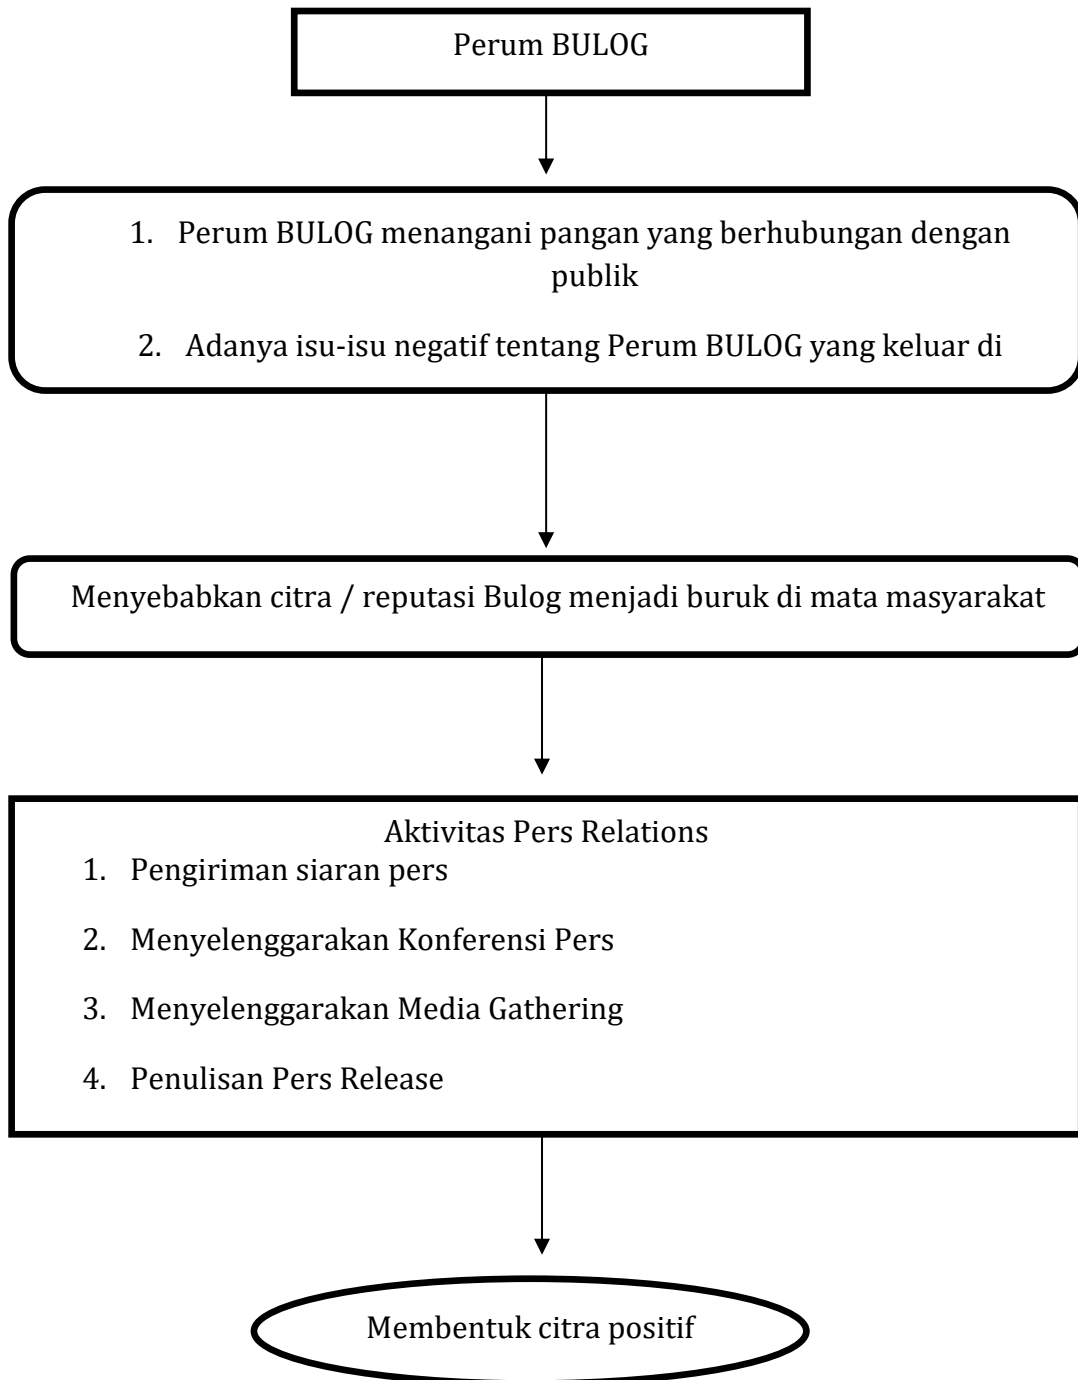 Perum BULOG
1. Perum BULOG menangani pangan yang berhubungan dengan
publik
2. Adanya isu-isu negatif tentang Perum BULOG yang keluar di
Menyebabkan citra / reputasi Bulog menjadi buruk di mata masyarakat
Aktivitas Pers Relations
1. Pengiriman siaran pers
2. Menyelenggarakan Konferensi Pers
3. Menyelenggarakan Media Gathering
4. Penulisan Pers Release
Membentuk citra positif